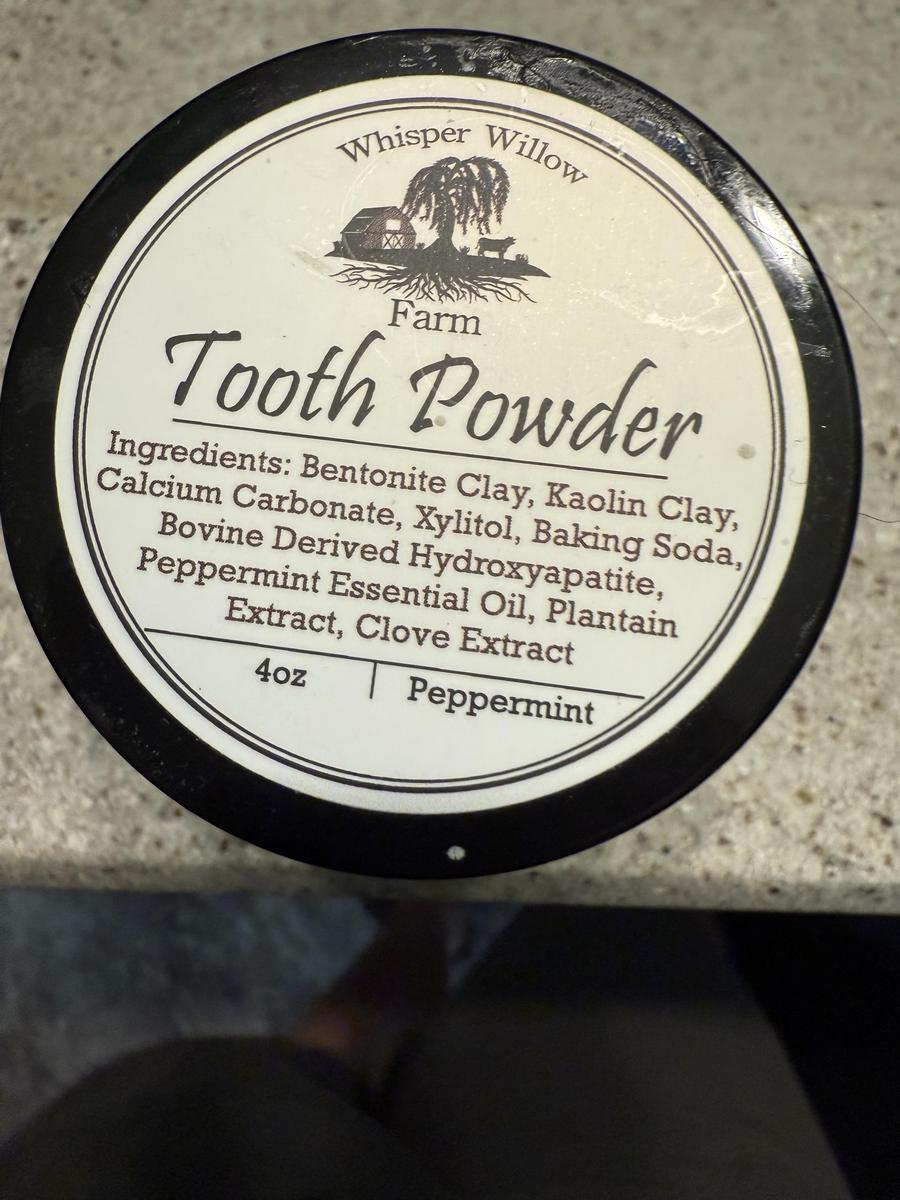 Whisper Willow
Farm
Tooth Powder
Ingredients: Bentonite Clay, Kaolin Clay,
Calcium Carbonate, Xylitol, Baking Soda,
Bovine Derived Hydroxyapatite,
Peppermint Essential Oil, Plantain
Extract, Clove Extract
4oz
Peppermint